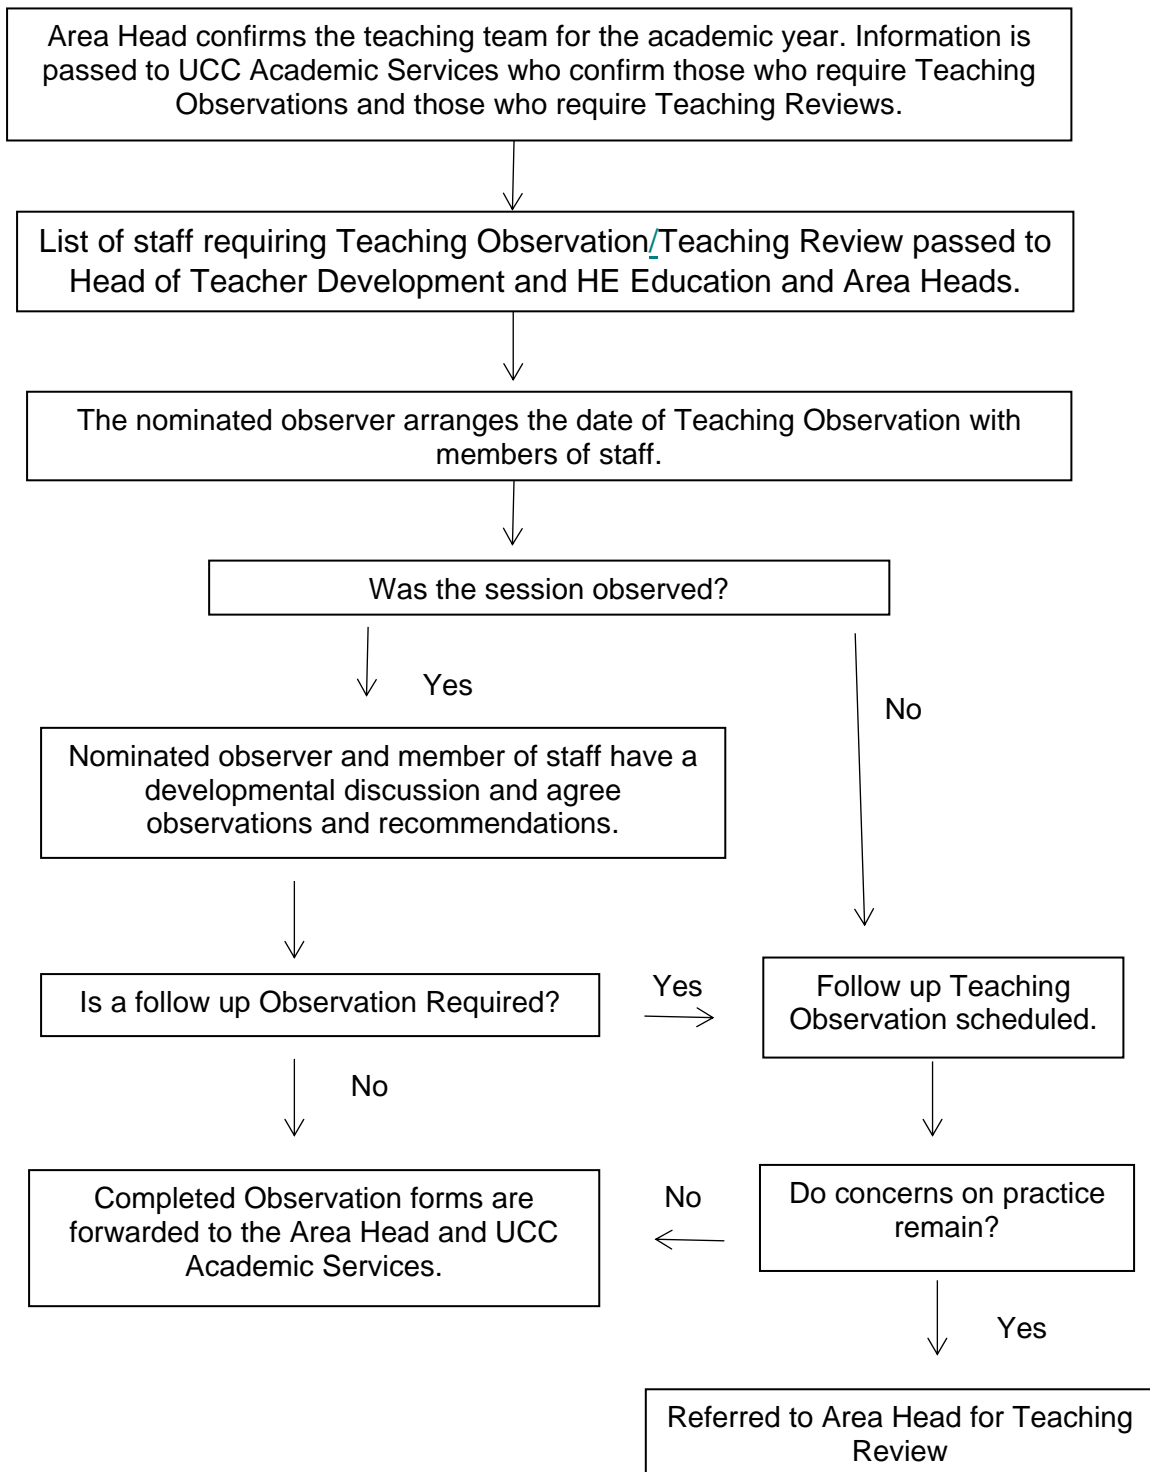 Area Head confirms the teaching team for the academic year. Information is
passed to UCC Academic Services who confirm those who require Teaching
Observations and those who require Teaching Reviews.
List of staff requiring Teaching Observation/Teaching Review passed to
Head of Teacher Development and HE Education and Area Heads.
The nominated observer arranges the date of Teaching Observation with
members of staff.
Was the session observed?
Yes
No
Nominated observer and member of staff have a
developmental discussion and agree
observations and recommendations.
Is a follow up Observation Required?
Yes
Follow up Teaching
Observation scheduled.
No
Completed Observation forms are
forwarded to the Area Head and UCC
Academic Services.
No
Do concerns on practice
remain?
Yes
Referred to Area Head for Teaching
Review